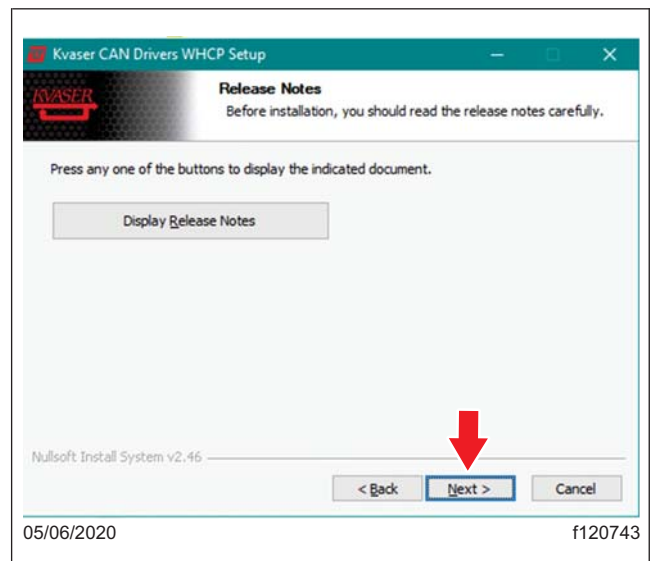 Kvaser CAN Drivers WHCP Setup
KVASER
Release Notes
Before installation, you should read the release notes carefully.
Press any one of the buttons to display the indicated document.
Display Release Notes
Nullsoft Install System v2.46
< Back Next > Cancel
05/06/2020 f120743